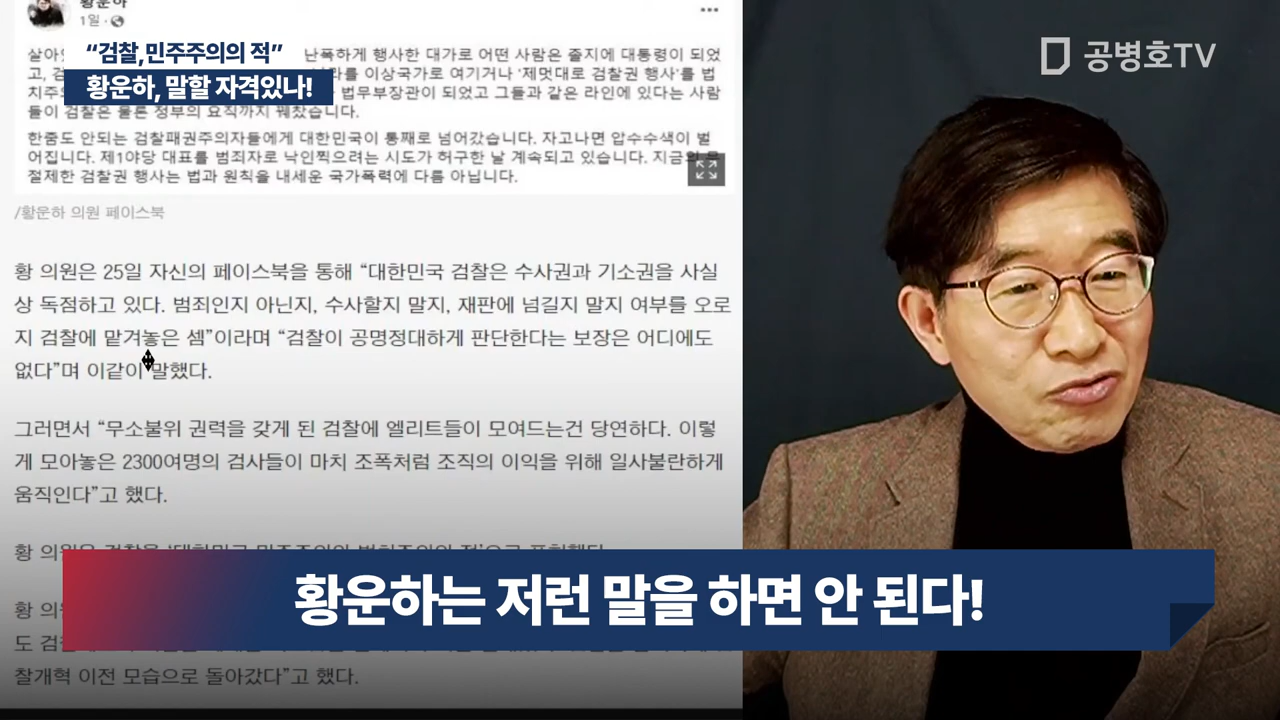 황운하
1일 ·
“검찰, 민주주의의 적”
황운하, 말할 자격있나!
공병호TV
살아 난폭하게 행사한 대가로 어떤 사람은 졸지에 대통령이 되었
고, 이상국가로 여기거나 '제멋대로 검찰권 행사'를 법
치주 법무부장관이 되었고 그들과 같은 라인에 있다는 사람
들이 검찰은 물론 정부의 요직까지 꿰찼습니다.
한줌도 안되는 검찰패권주의자들에게 대한민국이 통째로 넘어갔습니다. 자고나면 압수수색이 벌
어집니다. 제1야당 대표를 범죄자로 낙인찍으려는 시도가 허구한 날 계속되고 있습니다. 지금의 무
절제한 검찰권 행사는 법과 원칙을 내세운 국가폭력에 다름 아닙니다.
/황운하 의원 페이스북
황 의원은 25일 자신의 페이스북을 통해 “대한민국 검찰은 수사권과 기소권을 사실
상 독점하고 있다. 범죄인지 아닌지, 수사할지 말지, 재판에 넘길지 말지 여부를 오로
지 검찰에 맡겨놓은 셈”이라며 “검찰이 공명정대하게 판단한다는 보장은 어디에도
없다”며 이같이 말했다.
그러면서 “무소불위 권력을 갖게 된 검찰에 엘리트들이 모여드는건 당연하다. 이렇
게 모아놓은 2300여명의 검사들이 마치 조폭처럼 조직의 이익을 위해 일사불란하게
움직인다”고 했다.
황
황운하는 저런 말을 하면 안 된다!
황
도
찰개혁 이전 모습으로 돌아갔다”고 했다.